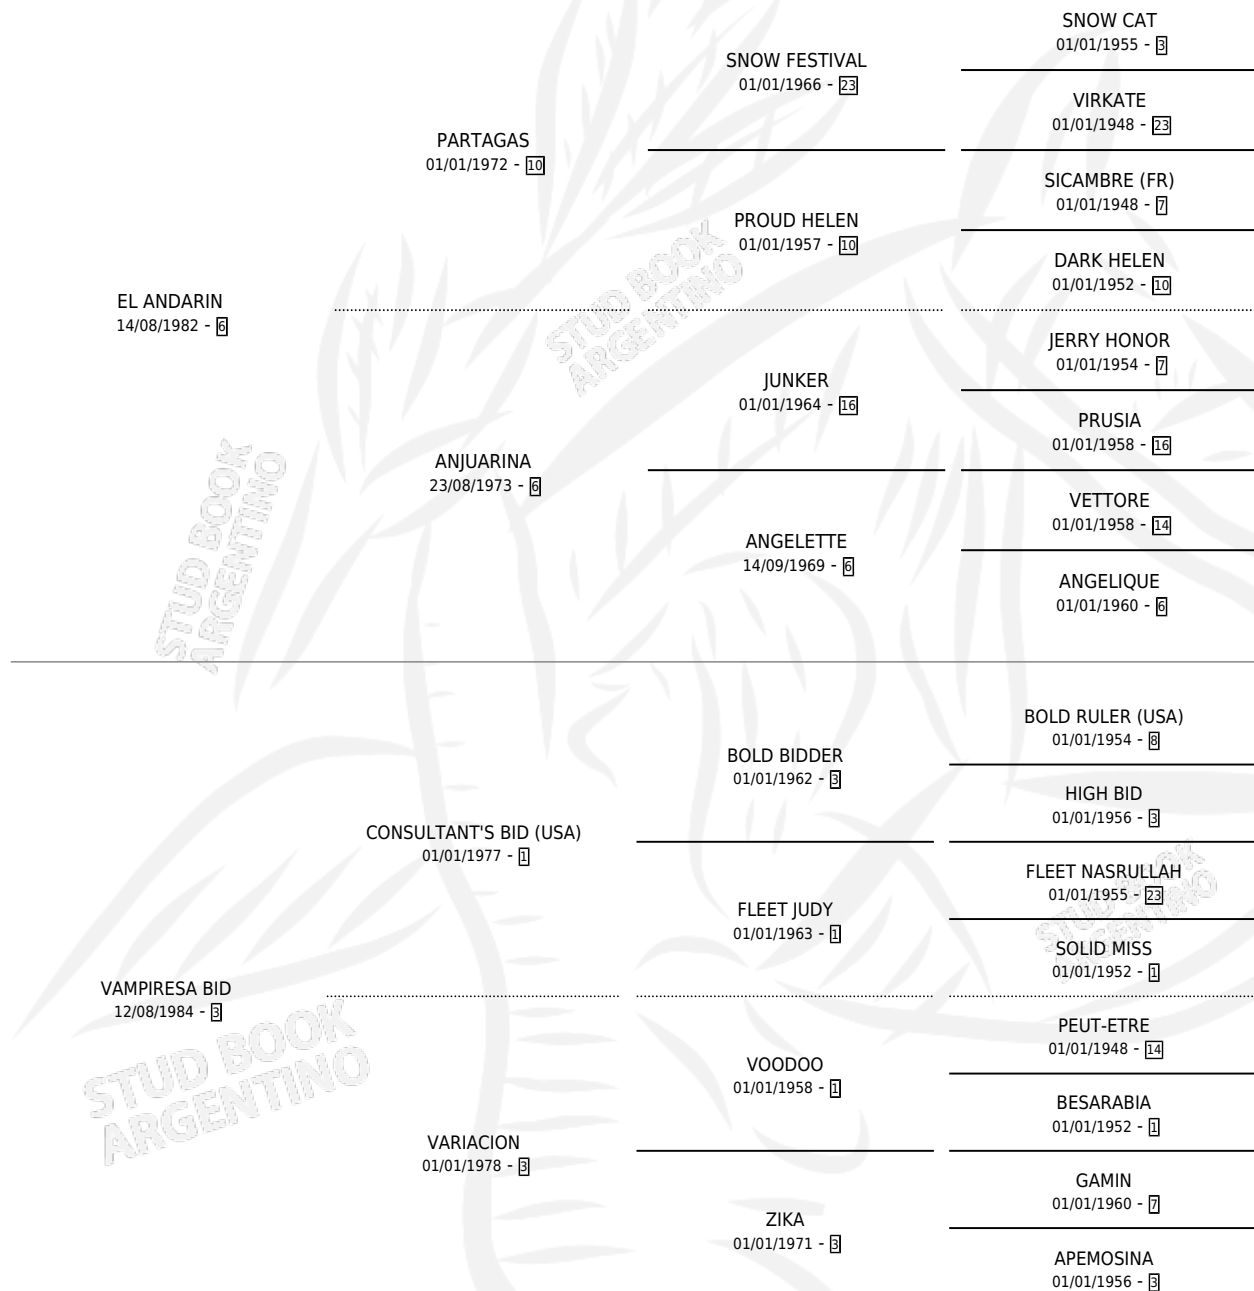 SNOW CAT
01/01/1955 - 3
SNOW FESTIVAL
01/01/1966 - 23
VIRKATE
01/01/1948 - 23
PARTAGAS
01/01/1972 - 10
SICAMBRE (FR)
01/01/1948 - 7
PROUD HELEN
01/01/1957 - 10
DARK HELEN
01/01/1952 - 10
EL ANDARIN
14/08/1982 - 6
JERRY HONOR
01/01/1954 - 7
JUNKER
01/01/1964 - 16
PRUSIA
01/01/1958 - 16
ANJUARINA
23/08/1973 - 6
VETTORE
01/01/1958 - 14
ANGELETTE
14/09/1969 - 6
ANGELIQUE
01/01/1960 - 6
STUD BOOK
ARGENTINO
STUD BOOK
ARGENTINO
BOLD RULER (USA)
01/01/1954 - 8
BOLD BIDDER
01/01/1962 - 3
HIGH BID
01/01/1956 - 3
CONSULTANT'S BID (USA)
01/01/1977 - 1
FLEET NASRULLAH
01/01/1955 - 23
FLEET JUDY
01/01/1963 - 1
SOLID MISS
01/01/1952 - 1
VAMPIRESA BID
12/08/1984 - 3
PEUT-ETRE
01/01/1948 - 14
VOODOO
01/01/1958 - 1
BESARABIA
01/01/1952 - 1
VARIACION
01/01/1978 - 3
GAMIN
01/01/1960 - 7
ZIKA
01/01/1971 - 3
APEMOSINA
01/01/1956 - 3
STUD BOOK
ARGENTINO
STUD BOOK
ARGENTINO